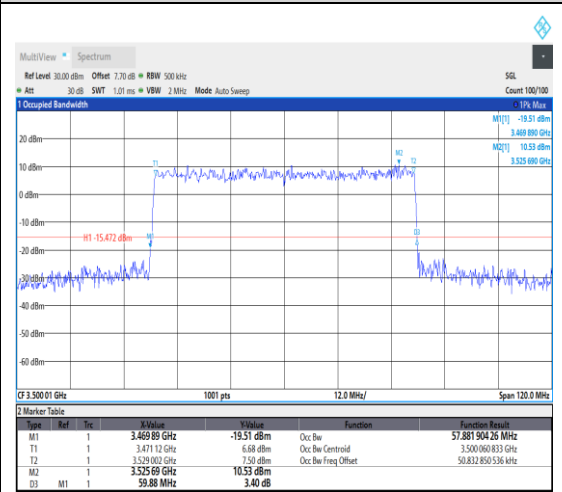 MultiView Spectrum
Ref Level 30.00 dBm Offset 7.70 dB RBW 500 kHz SGL
Att 30 dB SWT 1.01 ms VBW 2 MHz Mode Auto Sweep Count 100/100
1 Occupied Bandwidth 1Pk Max
M1[1] -19.51 dBm
3.469 890 GHz
M2[1] 10.53 dBm
3.525 690 GHz
20 dBm
M2 T2
T1
10 dBm
0 dBm
-10 dBm
H1 -15.472 dBm M1 D3
-20 dBm
-30 dBm
-40 dBm
-50 dBm
-60 dBm
CF 3.500 01 GHz 1001 pts 12.0 MHz/ Span 120.0 MHz
2 Marker Table
Type Ref Trc X-Value Y-Value Function Function Result
M1 1 3.469 89 GHz -19.51 dBm Occ Bw 57.881 904 26 MHz
T1 1 3.471 12 GHz 6.68 dBm Occ Bw Centroid 3.500 060 833 GHz
T2 1 3.529 002 GHz 7.50 dBm Occ Bw Freq Offset 50.832 850 536 kHz
M2 1 3.525 69 GHz 10.53 dBm
D3 M1 1 59.88 MHz 3.40 dB